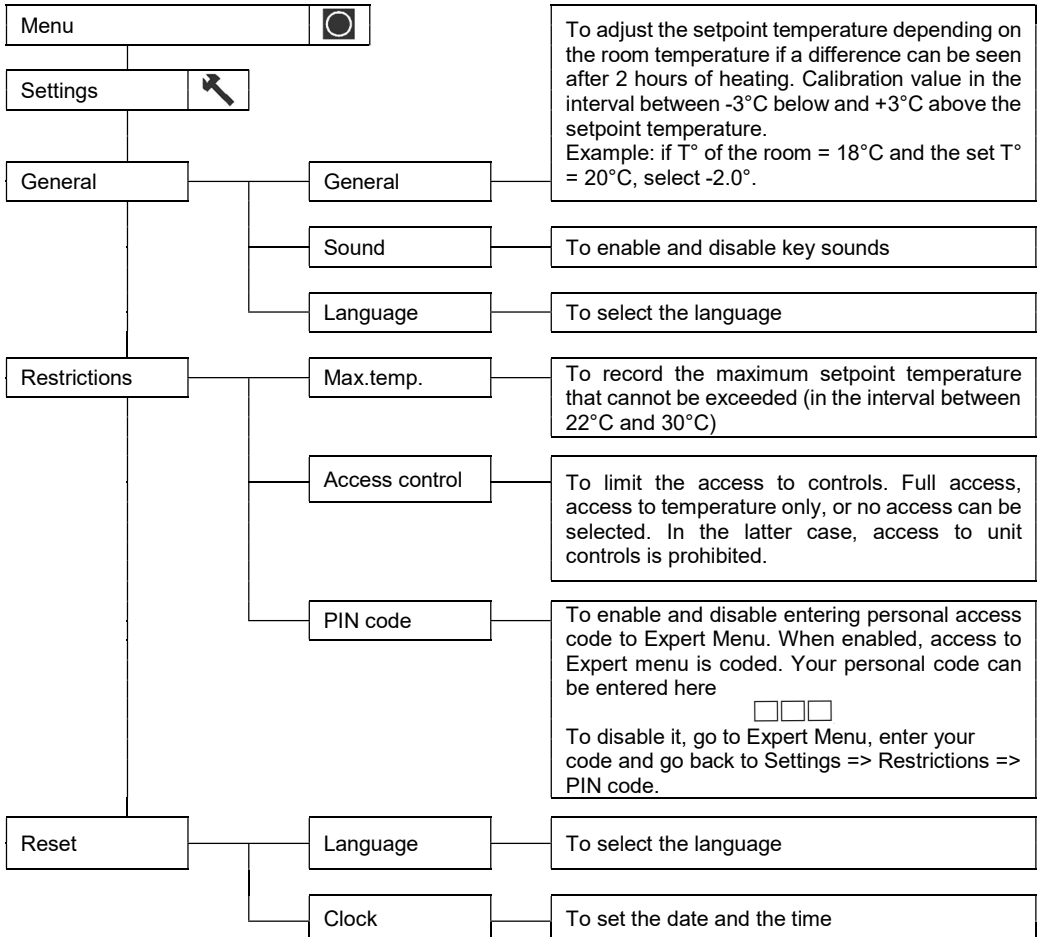 Menu
To adjust the setpoint temperature depending on
the room temperature if a difference can be seen
after 2 hours of heating. Calibration value in the
interval between -3°C below and +3°C above the
setpoint temperature.
Example: if T° of the room = 18°C and the set T°
= 20°C, select -2.0°.
Settings
General
General
Sound
To enable and disable key sounds
Language
To select the language
Restrictions
Max.temp.
To record the maximum setpoint temperature
that cannot be exceeded (in the interval between
22°C and 30°C)
Access control
To limit the access to controls. Full access,
access to temperature only, or no access can be
selected. In the latter case, access to unit
controls is prohibited.
PIN code
To enable and disable entering personal access
code to Expert Menu. When enabled, access to
Expert menu is coded. Your personal code can
be entered here
To disable it, go to Expert Menu, enter your
code and go back to Settings => Restrictions =>
PIN code.
Reset
Language
To select the language
Clock
To set the date and the time